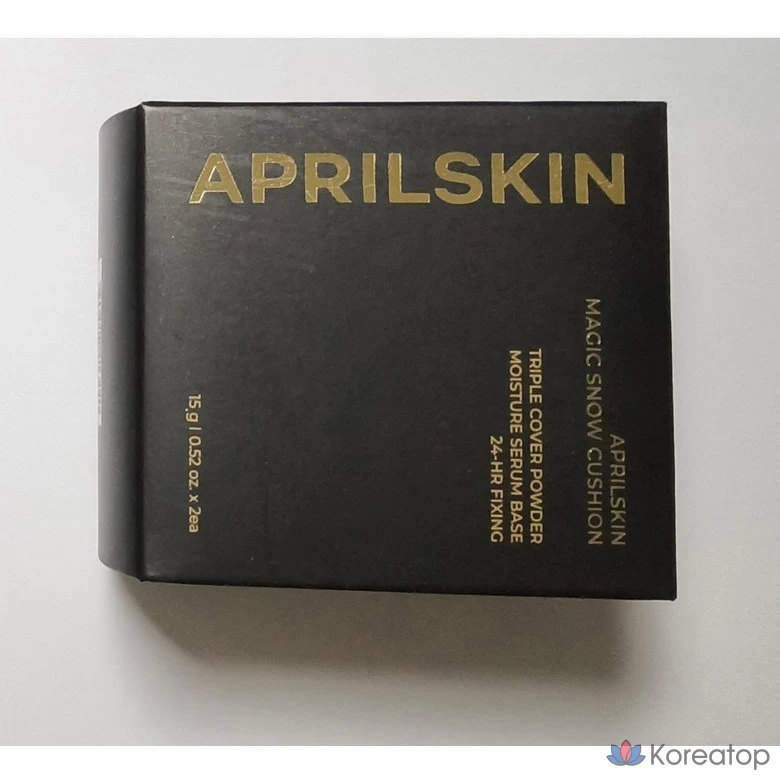 APRILSKIN
APRILSKIN
MAGIC SNOW CUSHION
TRIPLE COVER POWDER
MOISTURE SERUM BASE
24-HR FIXING
15 g | 0.52 oz. x 2ea
Koreatop